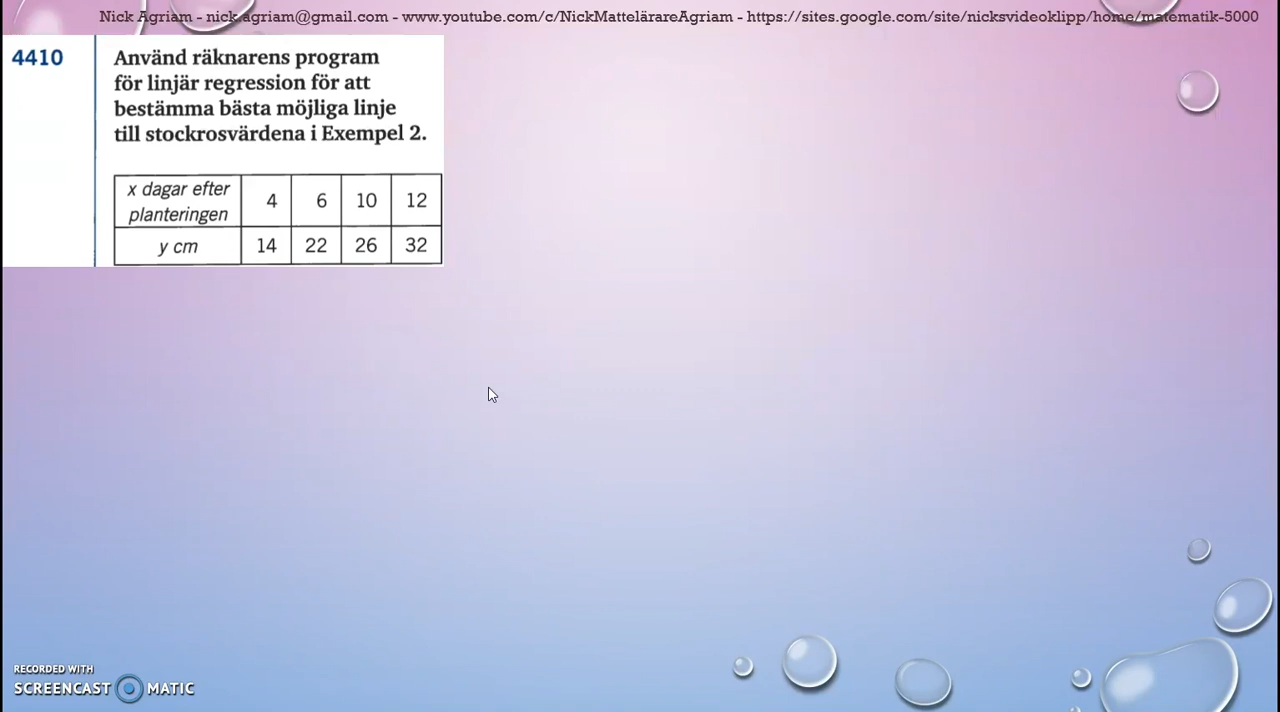 Nick Agriam - nick.agriam@gmail.com - www.youtube.com/c/NickMattelärareAgriam - https://sites.google.com/site/nicksvideoklipp/home/matematik-5000
4410 Använd räknarens program
för linjär regression för att
bestämma bästa möjliga linje
till stockrosvärdena i Exempel 2.
x dagar efter
planteringen 4 6 10 12
y cm 14 22 26 32
RECORDED WITH
SCREENCAST MATIC